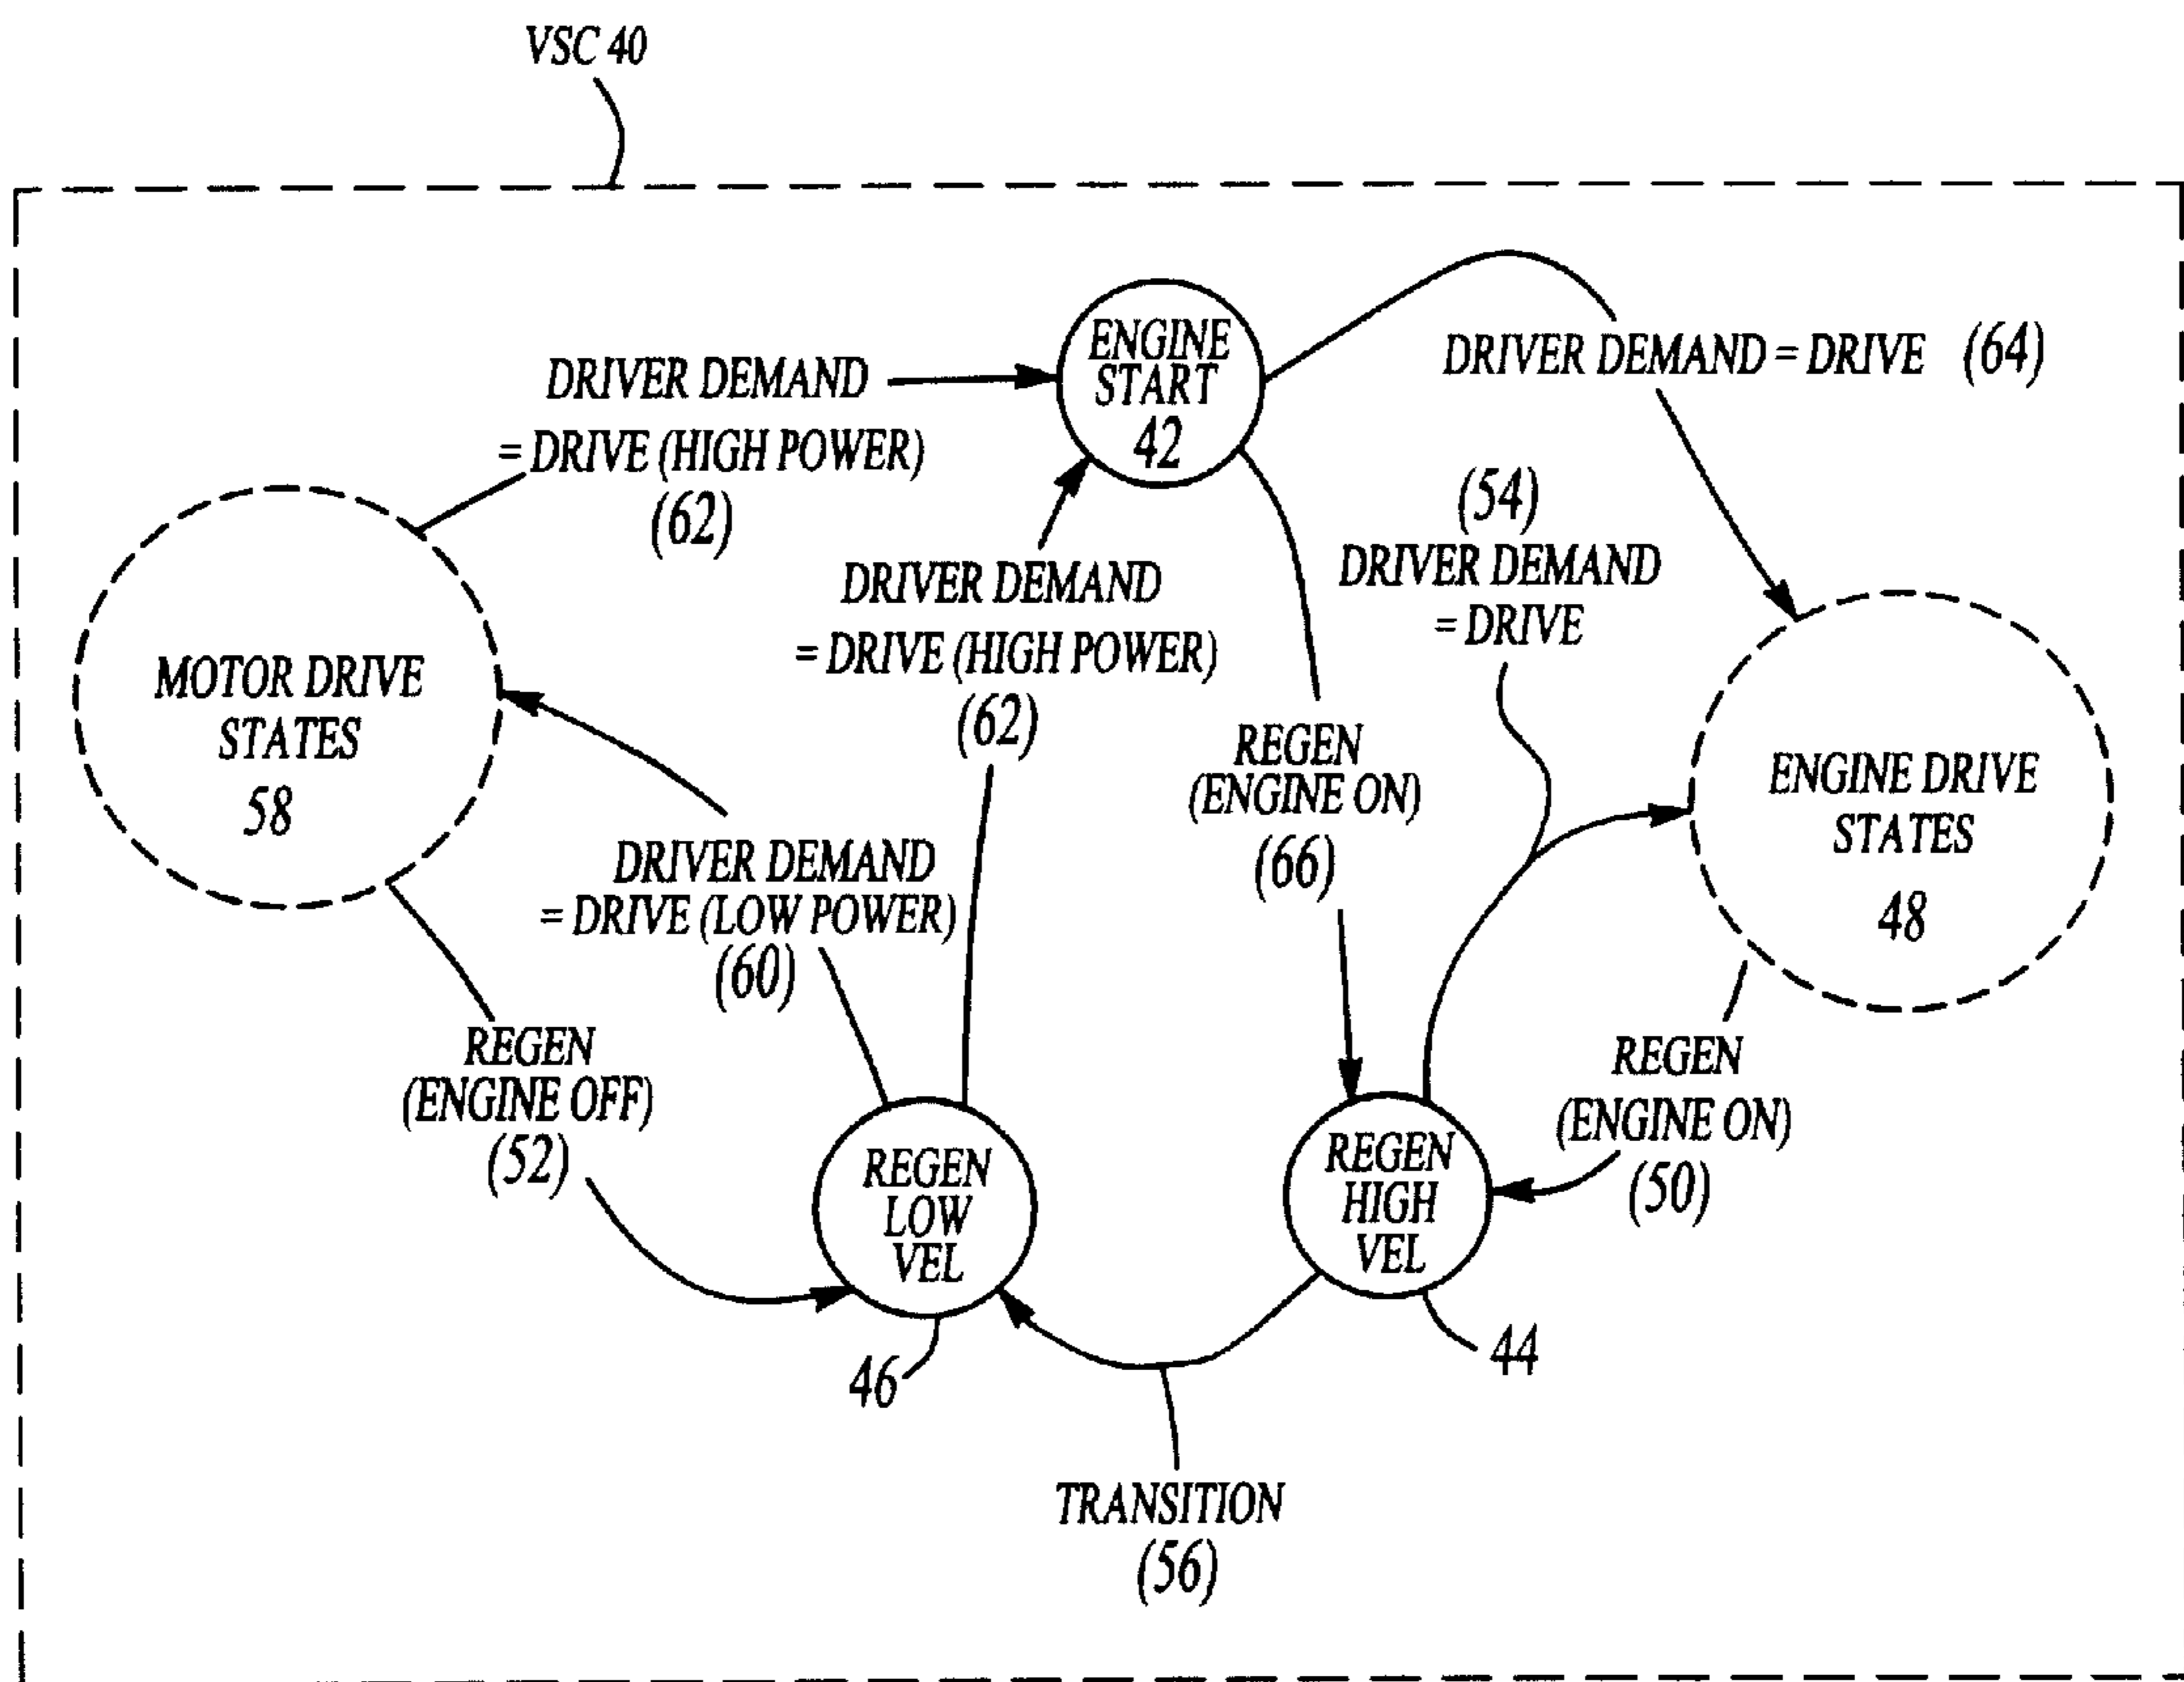 VSC 40
ENGINE
START
42
DRIVER DEMAND
= DRIVE (HIGH POWER)
(62)
DRIVER DEMAND = DRIVE (64)
(54)
DRIVER DEMAND
= DRIVE
DRIVER DEMAND
= DRIVE (HIGH POWER)
(62)
MOTOR DRIVE
STATES
58
REGEN
(ENGINE ON)
(66)
ENGINE DRIVE
STATES
48
DRIVER DEMAND
= DRIVE (LOW POWER)
(60)
REGEN
(ENGINE OFF)
(52)
REGEN
(ENGINE ON)
(50)
REGEN
LOW
VEL
46
REGEN
HIGH
VEL
44
TRANSITION
(56)